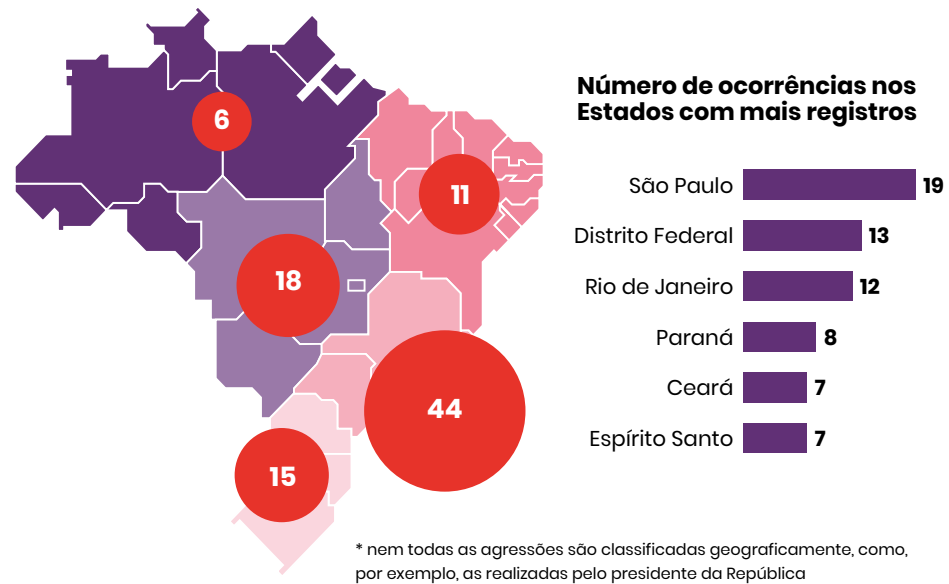 6
11
18
44
15
Número de ocorrências nos
Estados com mais registros
São Paulo 19
Distrito Federal 13
Rio de Janeiro 12
Paraná 8
Ceará 7
Espírito Santo 7
* nem todas as agressões são classificadas geograficamente, como,
por exemplo, as realizadas pelo presidente da República